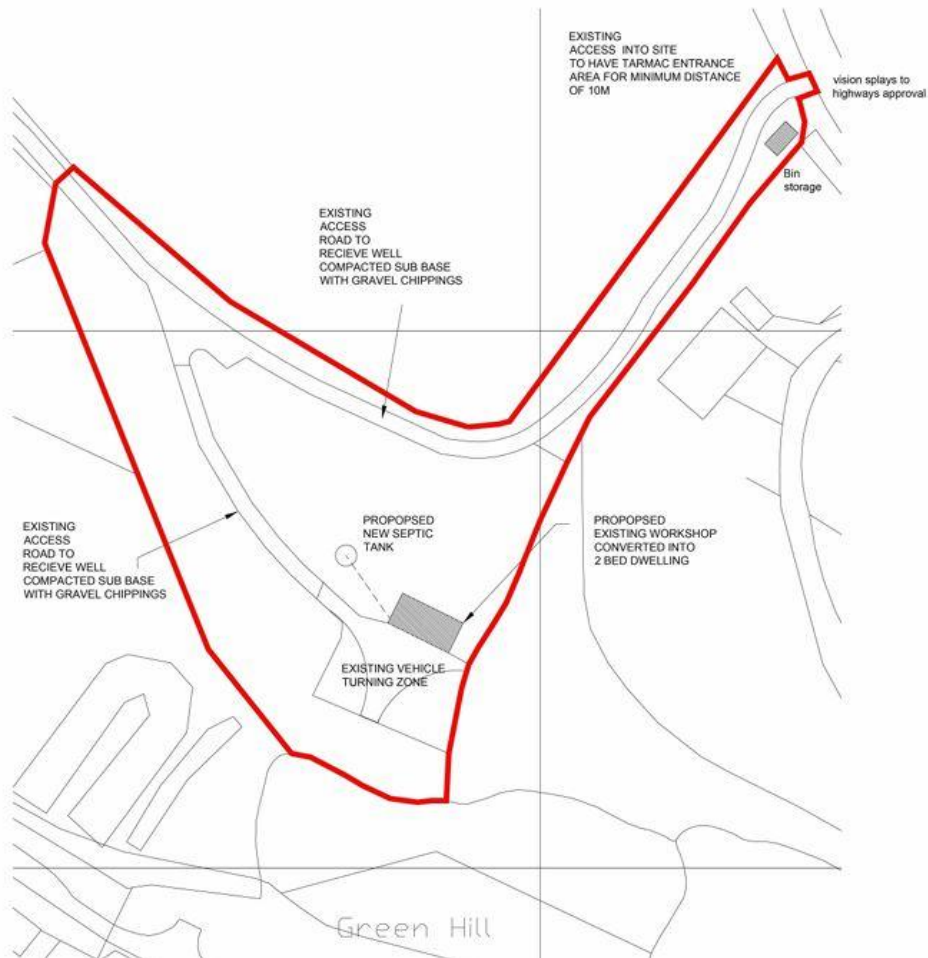 EXISTING
ACCESS INTO SITE
TO HAVE TARMAC ENTRANCE
AREA FOR MINIMUM DISTANCE
OF 10M
vision splays to
highways approval
Bin
storage
EXISTING
ACCESS
ROAD TO
RECIEVE WELL
COMPACTED SUB BASE
WITH GRAVEL CHIPPINGS
EXISTING
ACCESS
ROAD TO
RECIEVE WELL
COMPACTED SUB BASE
WITH GRAVEL CHIPPINGS
PROPOPSED
NEW SEPTIC
TANK
PROPOPSED
EXISTING WORKSHOP
CONVERTED INTO
2 BED DWELLING
EXISTING VEHICLE
TURNING ZONE
Green Hill